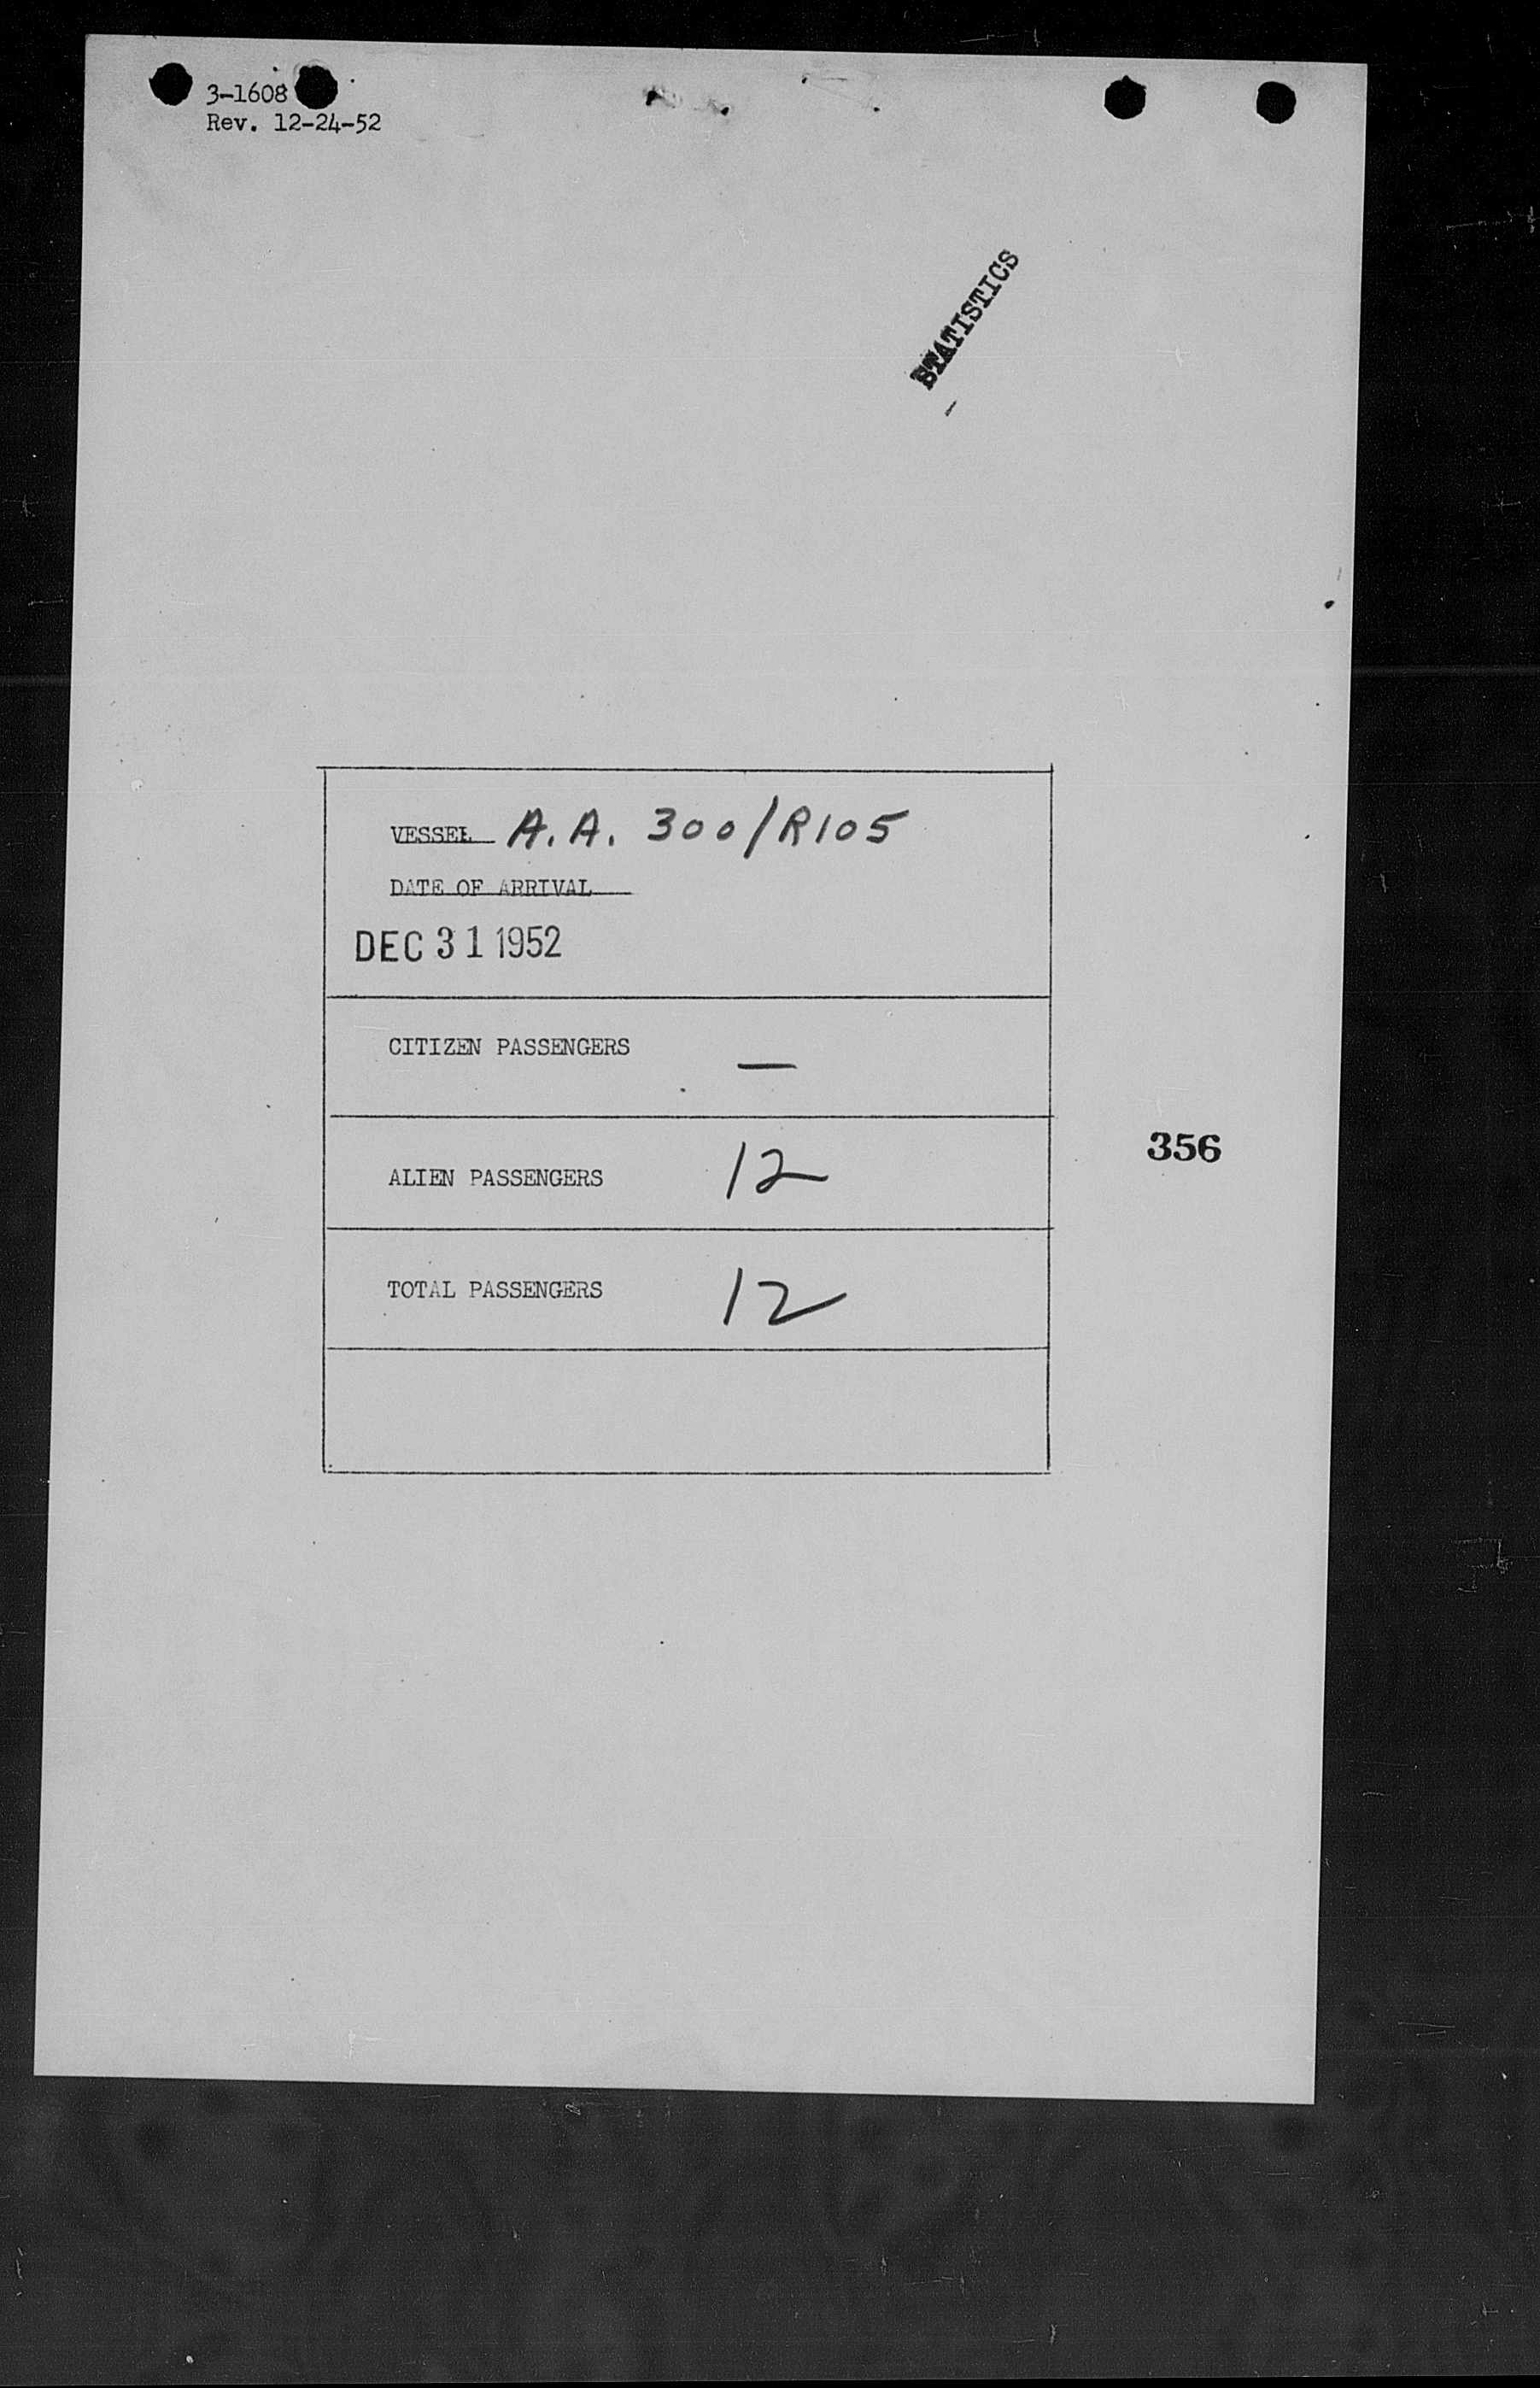 3-1608
Rev. 12-24-52
STATISTICS
VESSEL A.A. 300/R105
DATE OF ARRIVAL
DEC 31 1952
CITIZEN PASSENGERS —
ALIEN PASSENGERS 12
356
TOTAL PASSENGERS 12